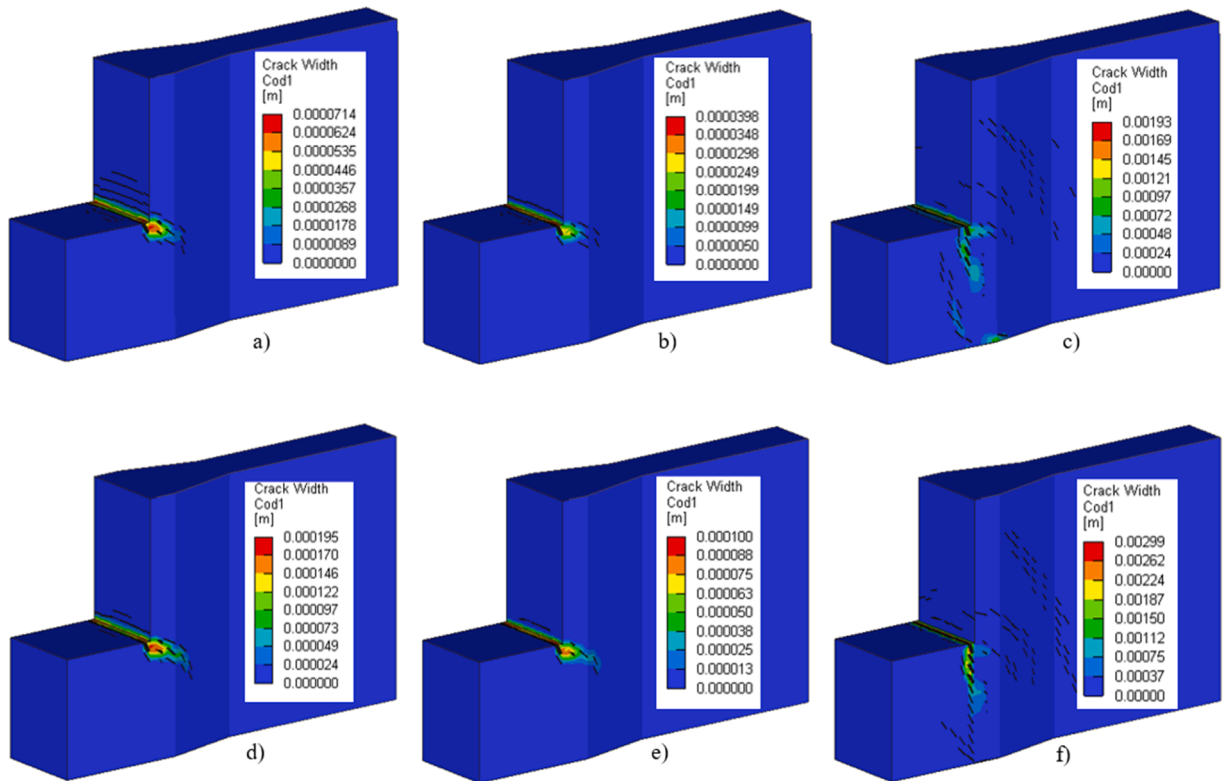 Crack Width
Cod1
[m]
0.0000714
0.0000624
0.0000535
0.0000446
0.0000357
0.0000268
0.0000178
0.0000089
0.0000000
a)
Crack Width
Cod1
[m]
0.0000398
0.0000348
0.0000298
0.0000249
0.0000199
0.0000149
0.0000099
0.0000050
0.0000000
b)
Crack Width
Cod1
[m]
0.00193
0.00169
0.00145
0.00121
0.00097
0.00072
0.00048
0.00024
0.00000
c)
Crack Width
Cod1
[m]
0.000195
0.000170
0.000146
0.000122
0.000097
0.000073
0.000049
0.000024
0.000000
d)
Crack Width
Cod1
[m]
0.000100
0.000088
0.000075
0.000063
0.000050
0.000038
0.000025
0.000013
0.000000
e)
Crack Width
Cod1
[m]
0.00299
0.00262
0.00224
0.00187
0.00150
0.00112
0.00075
0.00037
0.00000
f)